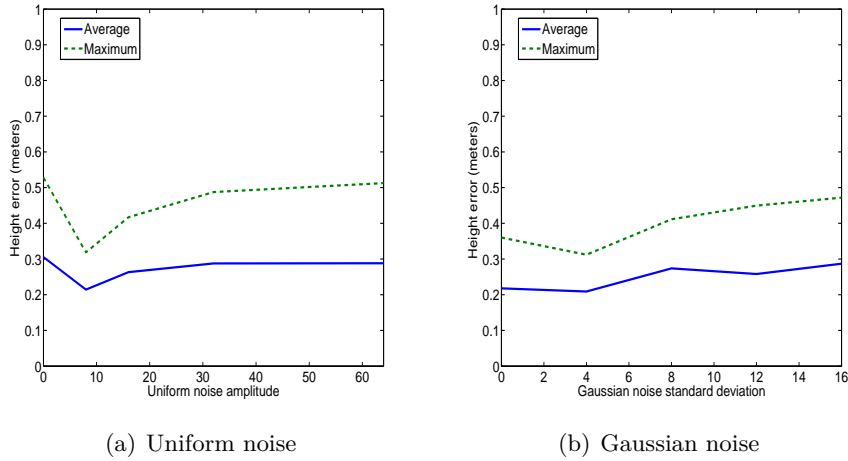 1
0.9
0.8
0.7
0.6
0.5
0.4
0.3
0.2
0.1
0
Height error (meters)
Average
Maximum
0 10 20 30 40 50 60
Uniform noise amplitude
(a) Uniform noise
1
0.9
0.8
0.7
0.6
0.5
0.4
0.3
0.2
0.1
0
Height error (meters)
Average
Maximum
0 2 4 6 8 10 12 14 16
Gaussian noise standard deviation
(b) Gaussian noise